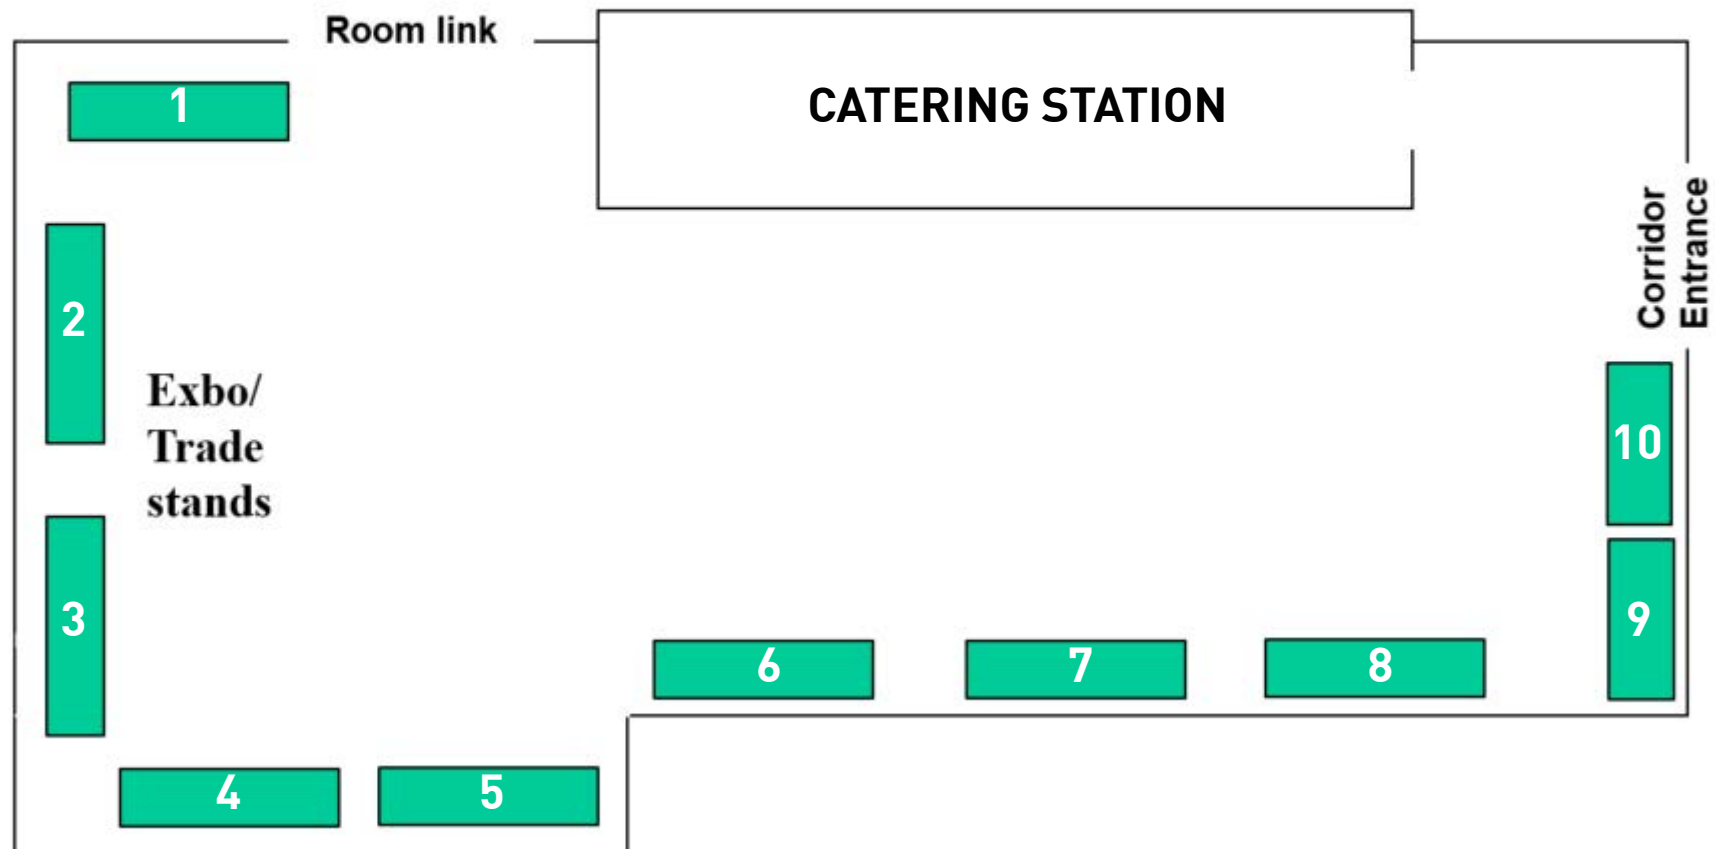 Room link
1
CATERING STATION
2
Corridor
Entrance
Exbo/
Trade
stands
10
3
9
6
7
8
4
5